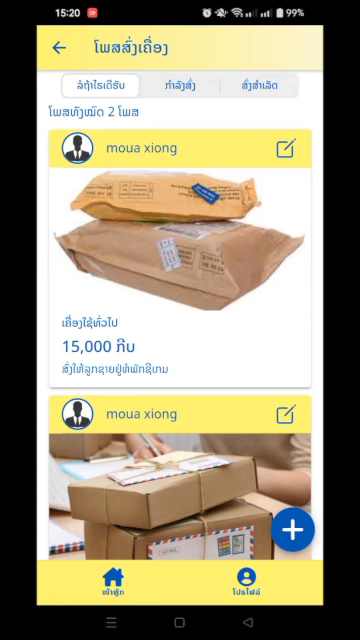 15:20
99%
ໂພສສົ່ງເຄື່ອງ
ລໍຖ້າໄຣເດີຮັບ
ກຳລັງສົ່ງ
ສົ່ງສຳເລັດ
ໂພສທັງໝົດ 2 ໂພສ
moua xiong
ເຄື່ອງໃຊ້ທົ່ວໄປ
15,000 ກີບ
ສົ່ງໃຫ້ລູກຊາຍຢູ່ຫໍພັກຊີເກມ
moua xiong
ໜ້າຫຼັກ
ໂປຣໄຟລ໌